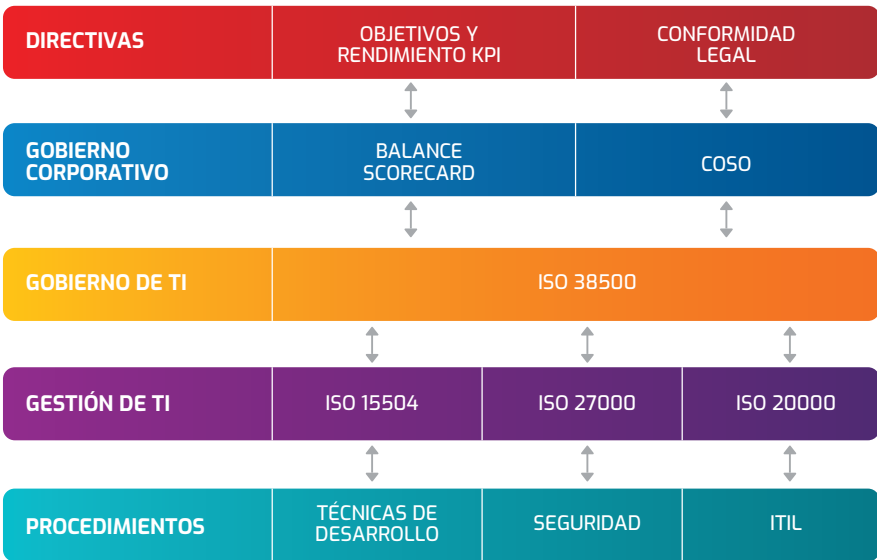 DIRECTIVAS
OBJETIVOS Y
RENDIMIENTO KPI
CONFORMIDAD
LEGAL
GOBIERNO
CORPORATIVO
BALANCE
SCORECARD
COSO
GOBIERNO DE TI
ISO 38500
GESTIÓN DE TI
ISO 15504
ISO 27000
ISO 20000
PROCEDIMIENTOS
TÉCNICAS DE
DESARROLLO
SEGURIDAD
ITIL